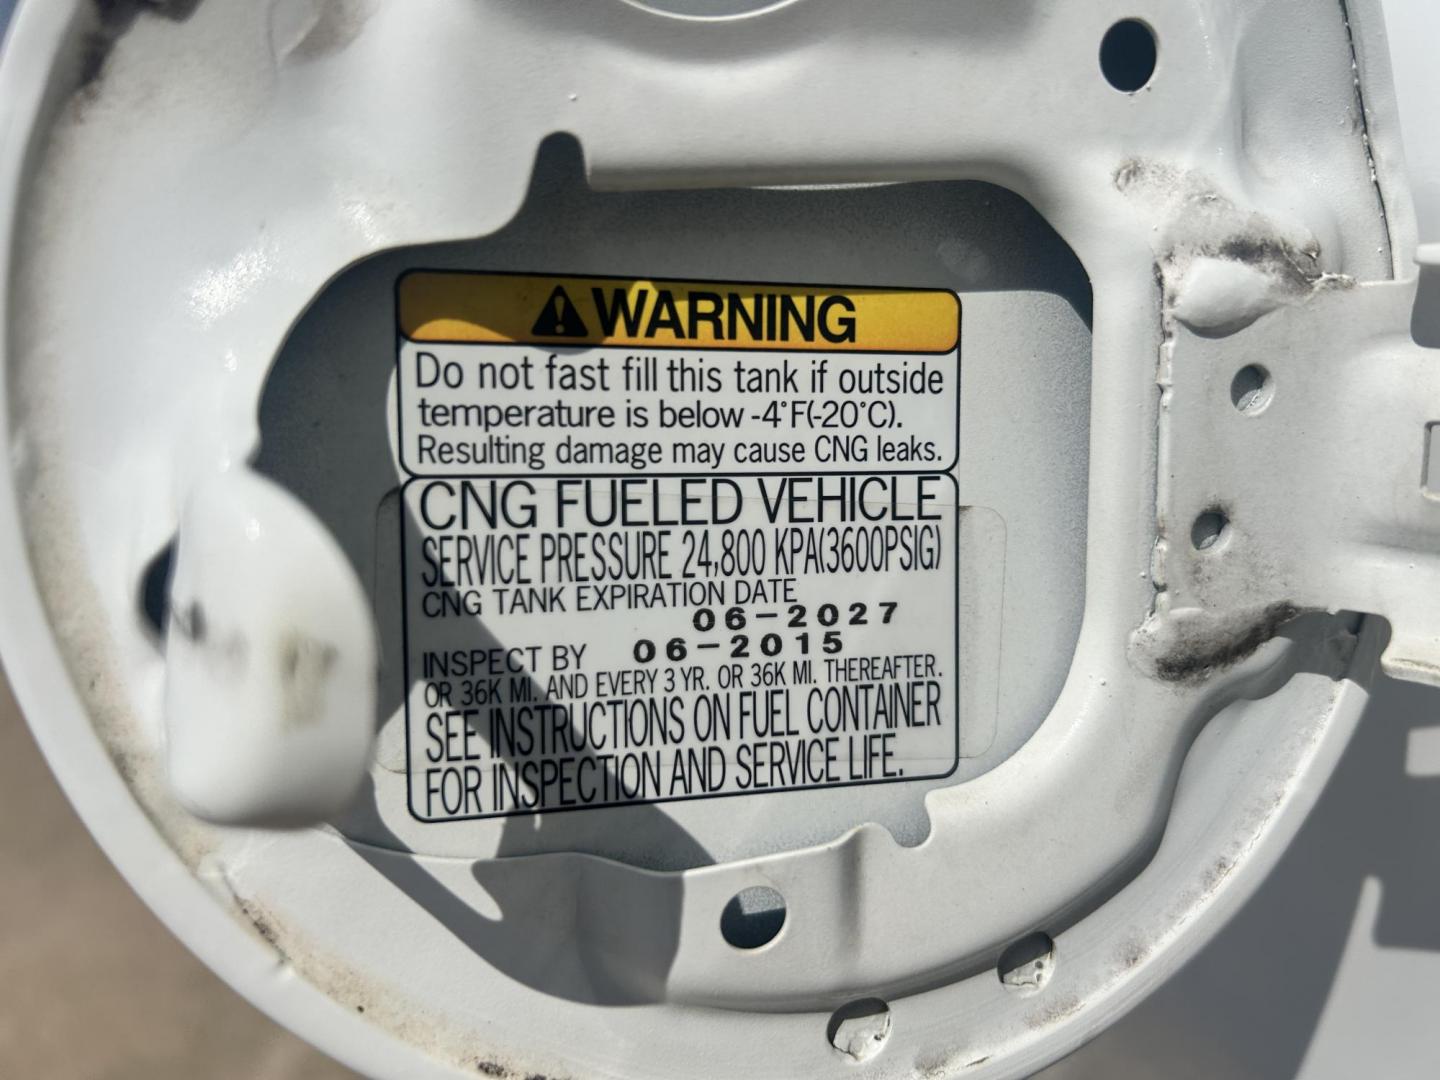 WARNING
Do not fast fill this tank if outside
temperature is below -4°F(-20°C).
Resulting damage may cause CNG leaks.
CNG FUELED VEHICLE
SERVICE PRESSURE 24,800 KPA(3600PSIG)
CNG TANK EXPIRATION DATE
06-2027
INSPECT BY 06-2015
OR 36K MI. AND EVERY 3 YR. OR 36K MI. THEREAFTER.
SEE INSTRUCTIONS ON FUEL CONTAINER
FOR INSPECTION AND SERVICE LIFE.